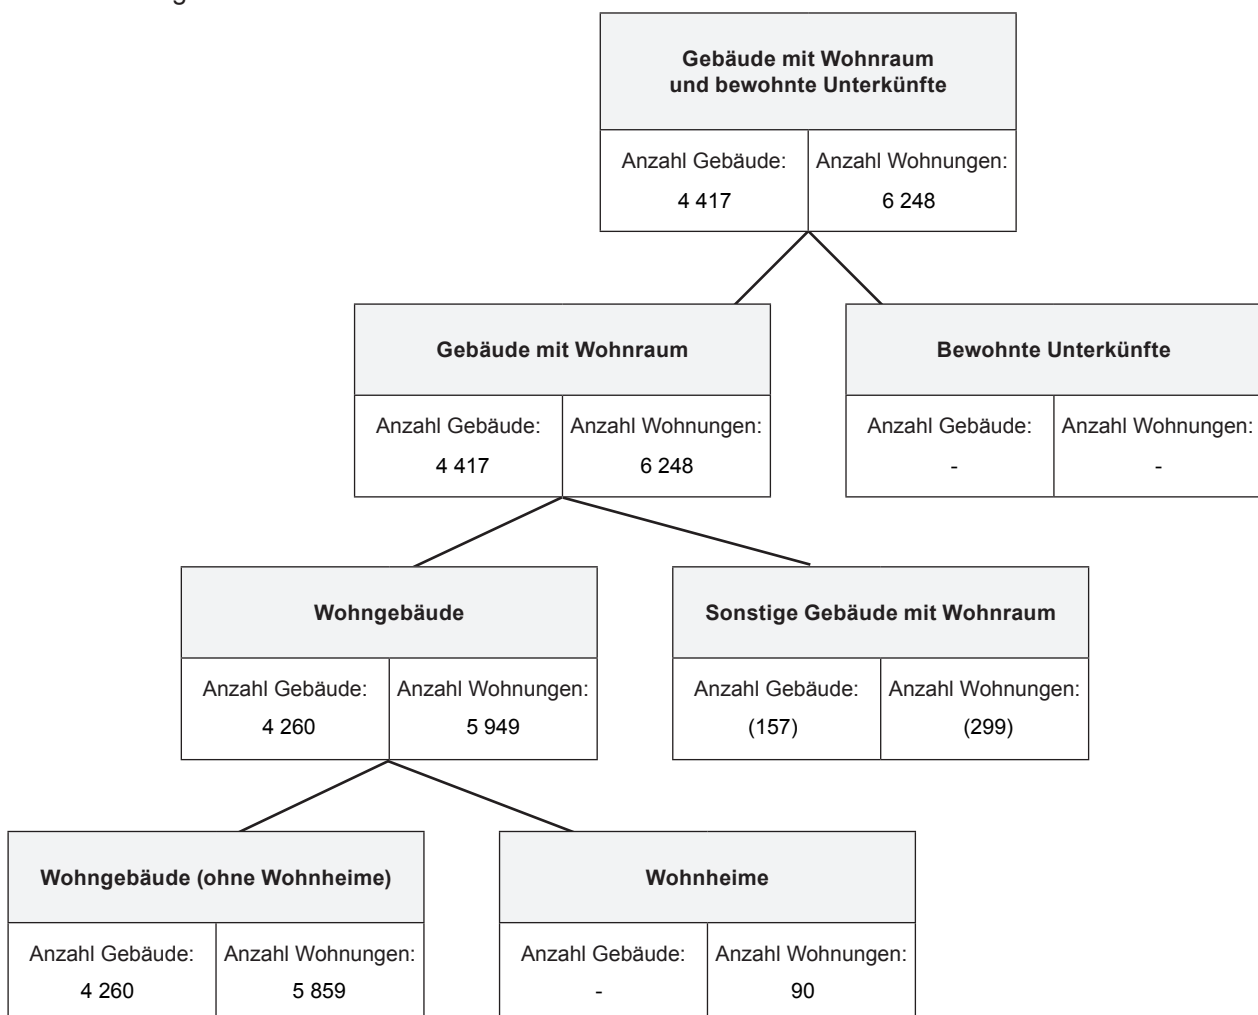 Gebäude mit Wohnraum
und bewohnte Unterkünfte
Anzahl Gebäude: Anzahl Wohnungen:
4 417 6 248
Gebäude mit Wohnraum
Anzahl Gebäude: Anzahl Wohnungen:
4 417 6 248
Bewohnte Unterkünfte
Anzahl Gebäude: Anzahl Wohnungen:
- -
Wohngebäude
Anzahl Gebäude: Anzahl Wohnungen:
4 260 5 949
Sonstige Gebäude mit Wohnraum
Anzahl Gebäude: Anzahl Wohnungen:
(157) (299)
Wohngebäude (ohne Wohnheime)
Anzahl Gebäude: Anzahl Wohnungen:
4 260 5 859
Wohnheime
Anzahl Gebäude: Anzahl Wohnungen:
- 90